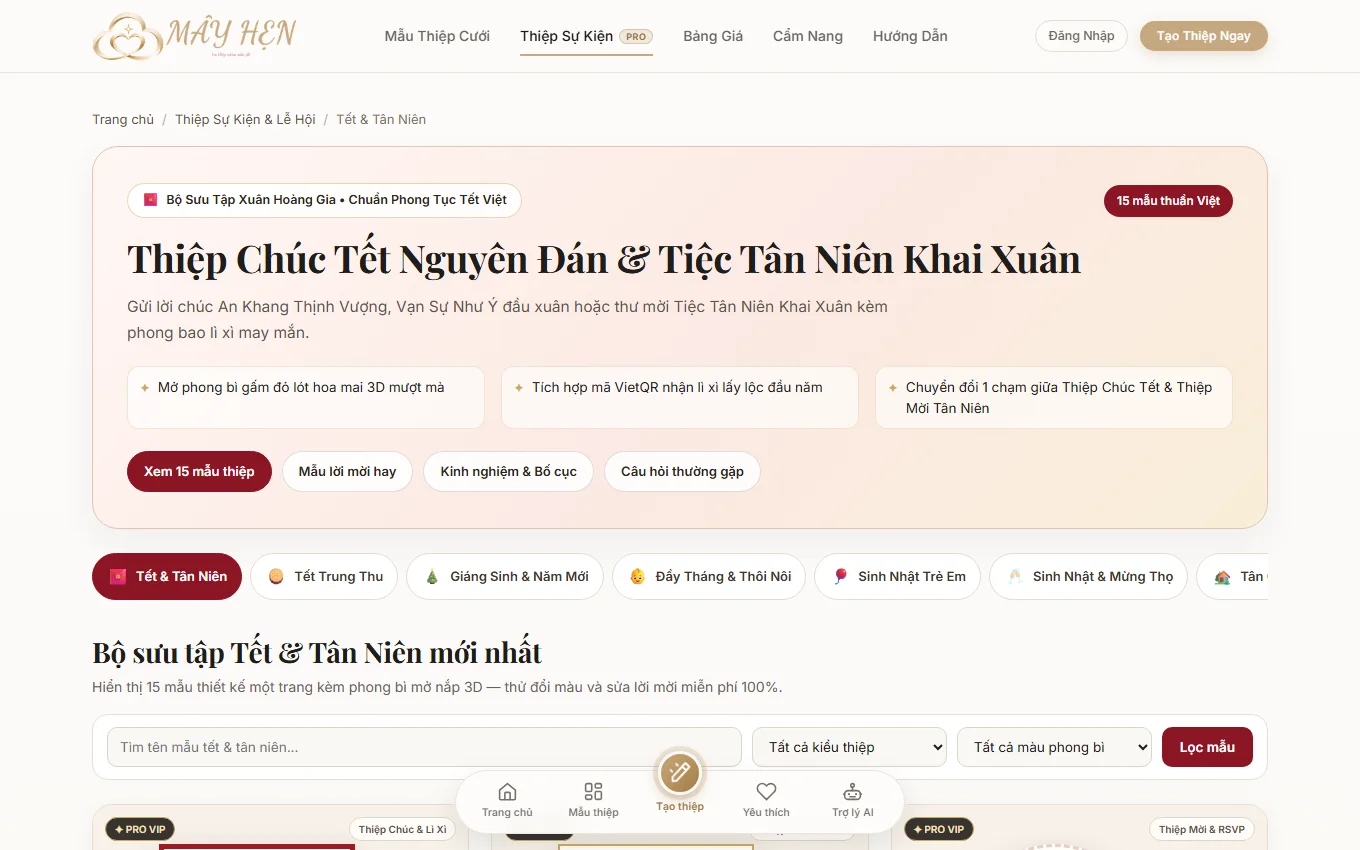 MÂY HẸN
Mẫu Thiệp Cưới
Thiệp Sự Kiện PRO
Bảng Giá
Cẩm Nang
Hướng Dẫn
Đăng Nhập
Tạo Thiệp Ngay
Trang chủ / Thiệp Sự Kiện & Lễ Hội / Tết & Tân Niên
Bộ Sưu Tập Xuân Hoàng Gia • Chuẩn Phong Tục Tết Việt
15 mẫu thuần Việt
Thiệp Chúc Tết Nguyên Đán & Tiệc Tân Niên Khai Xuân
Gửi lời chúc An Khang Thịnh Vượng, Vạn Sự Như Ý đầu xuân hoặc thư mời Tiệc Tân Niên Khai Xuân kèm
phong bao lì xì may mắn.
✦ Mở phong bì gấm đỏ lót hoa mai 3D mượt mà
✦ Tích hợp mã VietQR nhận lì xì lấy lộc đầu năm
✦ Chuyển đổi 1 chạm giữa Thiệp Chúc Tết & Thiệp
Mời Tân Niên
Xem 15 mẫu thiệp
Mẫu lời mời hay
Kinh nghiệm & Bố cục
Câu hỏi thường gặp
Tết & Tân Niên
Tết Trung Thu
Giáng Sinh & Năm Mới
Đầy Tháng & Thôi Nôi
Sinh Nhật Trẻ Em
Sinh Nhật & Mừng Thọ
Tân
Bộ sưu tập Tết & Tân Niên mới nhất
Hiển thị 15 mẫu thiết kế một trang kèm phong bì mở nắp 3D — thử đổi màu và sửa lời mời miễn phí 100%.
Tìm tên mẫu tết & tân niên...
Tất cả kiểu thiệp
Tất cả màu phong bì
Lọc mẫu
Trang chủ
Mẫu thiệp
Tạo thiệp
Yêu thích
Trợ lý AI
✦ PRO VIP
Thiệp Chúc & Lì Xì
✦ PRO VIP
Thiệp Mời & RSVP